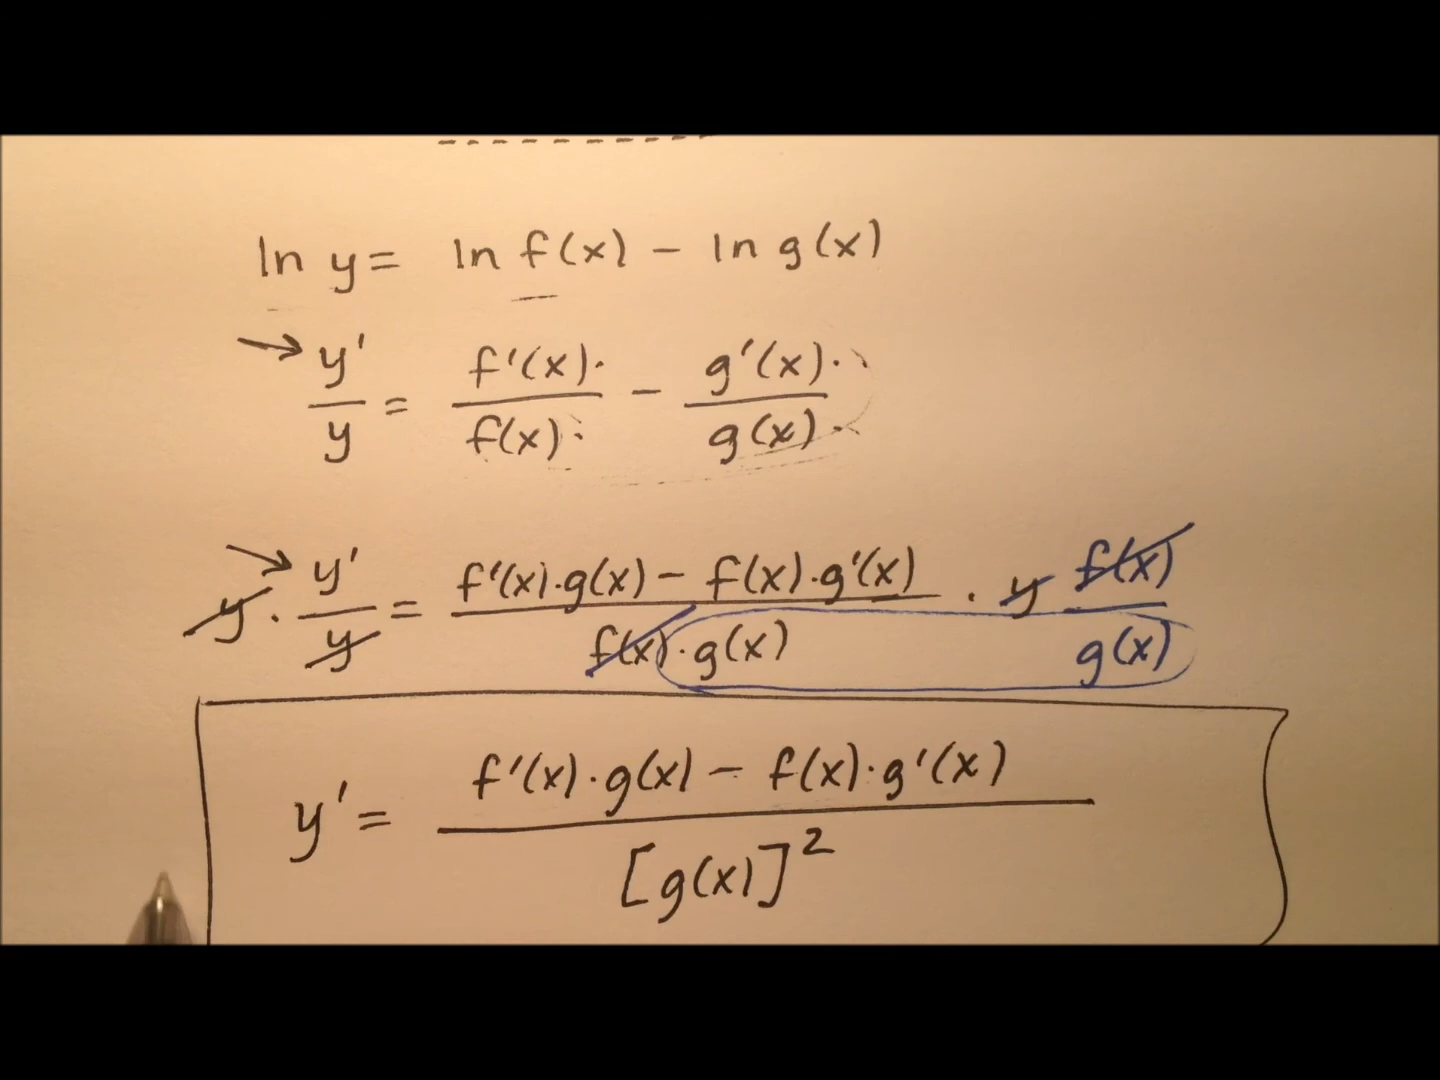 ln y = ln f(x) - ln g(x)
→ y'/y = f'(x)·/f(x)· - g'(x)·/g(x)·
→ y · y'/y = f'(x)·g(x) - f(x)·g'(x) / f(x)·g(x) · y f(x)/g(x)
y' = f'(x)·g(x) - f(x)·g'(x) / [g(x)]²